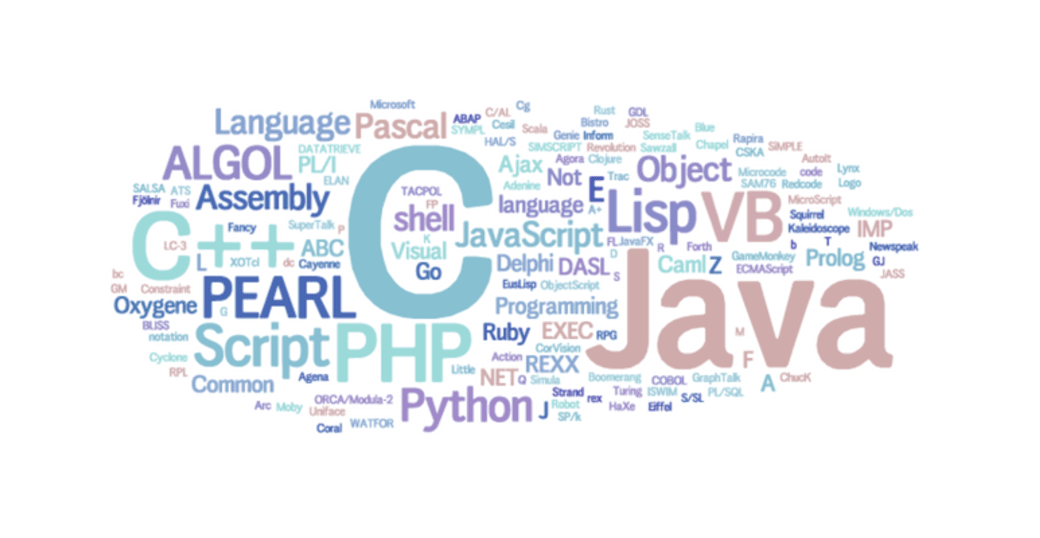 Microsoft
C/AL
Cg
Rust
GDL
Language
Pascal
ABAP
SYMPL
Cesil
Scala
Bistro
JOSS
Blue
Genie
Inform
SenseTalk
Rapira
HAL/S
SIMSCRIPT
Revolution
Sawzall
Chapel
CSKA
SiMPLE
DATATRIEVE
ALGOL
PL/I
C
Ajax
Agora
Clojure
Object
AutoIt
Lynx
ELAN
Not
Trac
Microcode
code
SALSA
ATS
Assembly
TACPOL
Adenine
E
SAM76
Redcode
Logo
Fjölnir
Fuxi
FP
language
A+
Lisp
VB
MicroScript
shell
Squirrel
Windows/Dos
C++
Fancy
SuperTalk
P
K
JavaScript
Kaleidoscope
IMP
LC-3
ABC
Visual
FL
JavaFX
R
Forth
b
T
Newspeak
L
XOTcl
dc
Cayenne
Go
Delphi
DASL
D
Caml
Z
GameMonkey
Prolog
GJ
bc
S
ECMAScript
JASS
GM
Constraint
EusLisp
ObjectScript
Java
Oxygene
PEARL
G
Programming
BLISS
notation
Script
PHP
Ruby
EXEC
RPG
M
Cyclone
Action
CorVision
F
RPL
Little
REXX
Common
Agena
NET
Q
Simula
Boomerang
COBOL
GraphTalk
A
ChucK
Arc
Moby
ORCA/Modula-2
Python
Strand
rex
Turing
ISWIM
S/SL
PL/SQL
Uniface
J
Robot
HaXe
Eiffel
Coral
WATFOR
SP/k